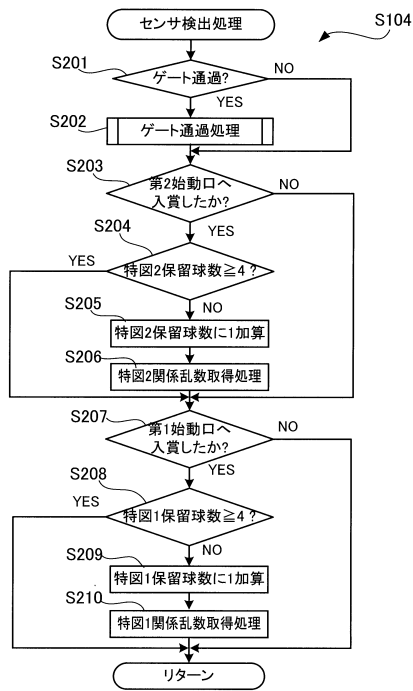 センサ検出処理
S104
S201
ゲート通過?
NO
YES
S202
ゲート通過処理
S203
第2始動口へ
入賞したか?
NO
YES
S204
YES
特図2保留球数≧4?
NO
S205
特図2保留球数に1加算
S206
特図2関係乱数取得処理
S207
第1始動口へ
入賞したか?
NO
YES
S208
YES
特図1保留球数≧4?
NO
S209
特図1保留球数に1加算
S210
特図1関係乱数取得処理
リターン